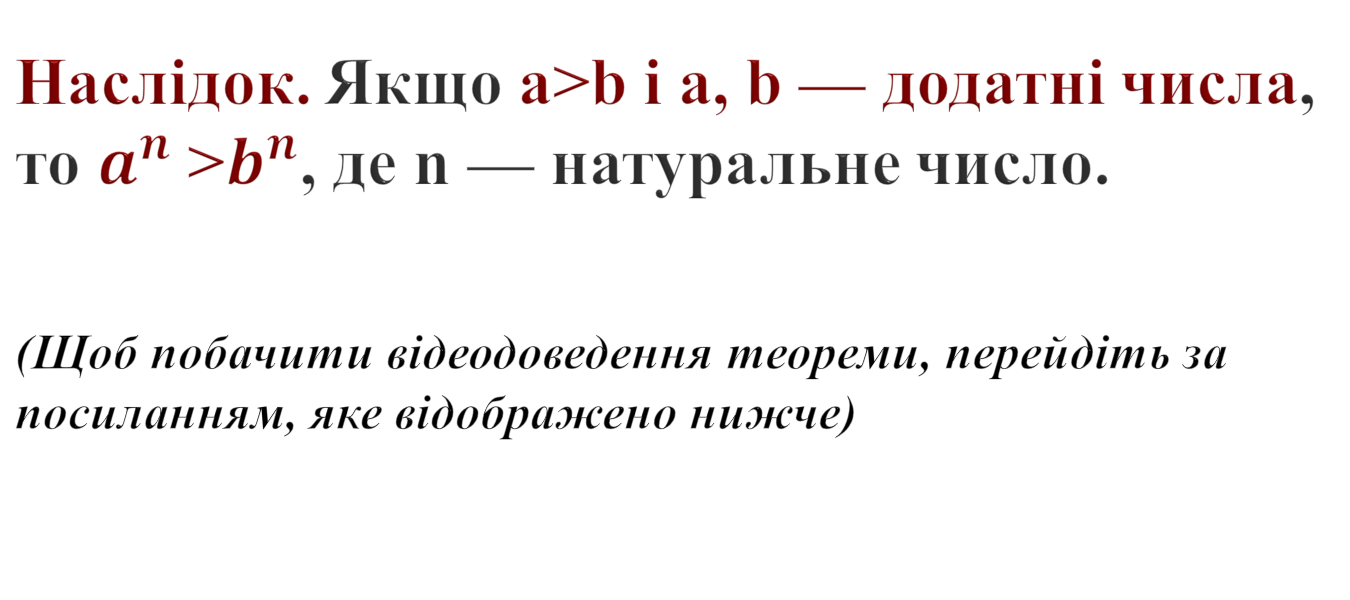 Наслідок. Якщо a>b і a, b — додатні числа,
то aⁿ >bⁿ, де n — натуральне число.
(Щоб побачити відеодоведення теореми, перейдіть за
посиланням, яке відображено нижче)